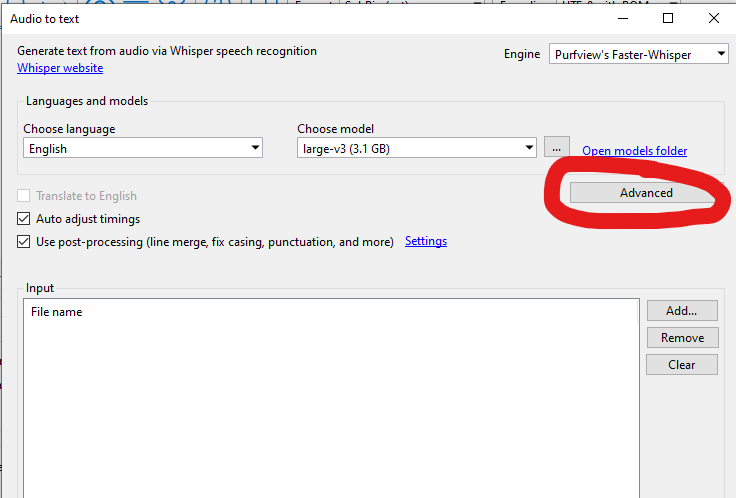 Audio to text
Generate text from audio via Whisper speech recognition
Whisper website
Engine
Purfview's Faster-Whisper
Languages and models
Choose language
English
Choose model
large-v3 (3.1 GB)
...
Open models folder
Translate to English
Advanced
Auto adjust timings
Use post-processing (line merge, fix casing, punctuation, and more) Settings
Input
File name
Add...
Remove
Clear